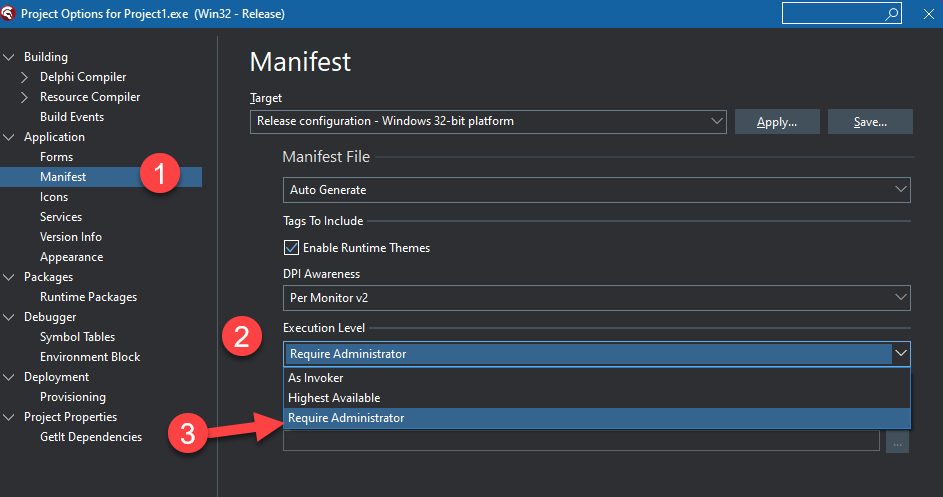 Project Options for Project1.exe (Win32 - Release)
Building
Delphi Compiler
Resource Compiler
Build Events
Application
Forms
Manifest
1
Icons
Services
Version Info
Appearance
Packages
Runtime Packages
Debugger
Symbol Tables
Environment Block
Deployment
Provisioning
Project Properties
GetIt Dependencies
Manifest
Target
Release configuration - Windows 32-bit platform
Apply...
Save...
Manifest File
Auto Generate
Tags To Include
Enable Runtime Themes
DPI Awareness
Per Monitor v2
2
Execution Level
Require Administrator
As Invoker
Highest Available
3
Require Administrator
...